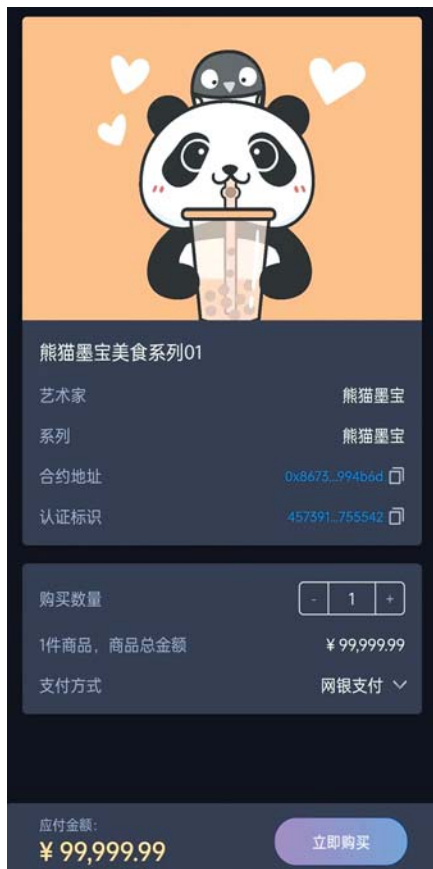 熊猫墨宝美食系列01
艺术家 熊猫墨宝
系列 熊猫墨宝
合约地址 0x8673...994b6d
认证标识 457391...755542
购买数量 - 1 +
1件商品，商品总金额 ¥ 99,999.99
支付方式 网银支付
应付金额：
¥ 99,999.99
立即购买